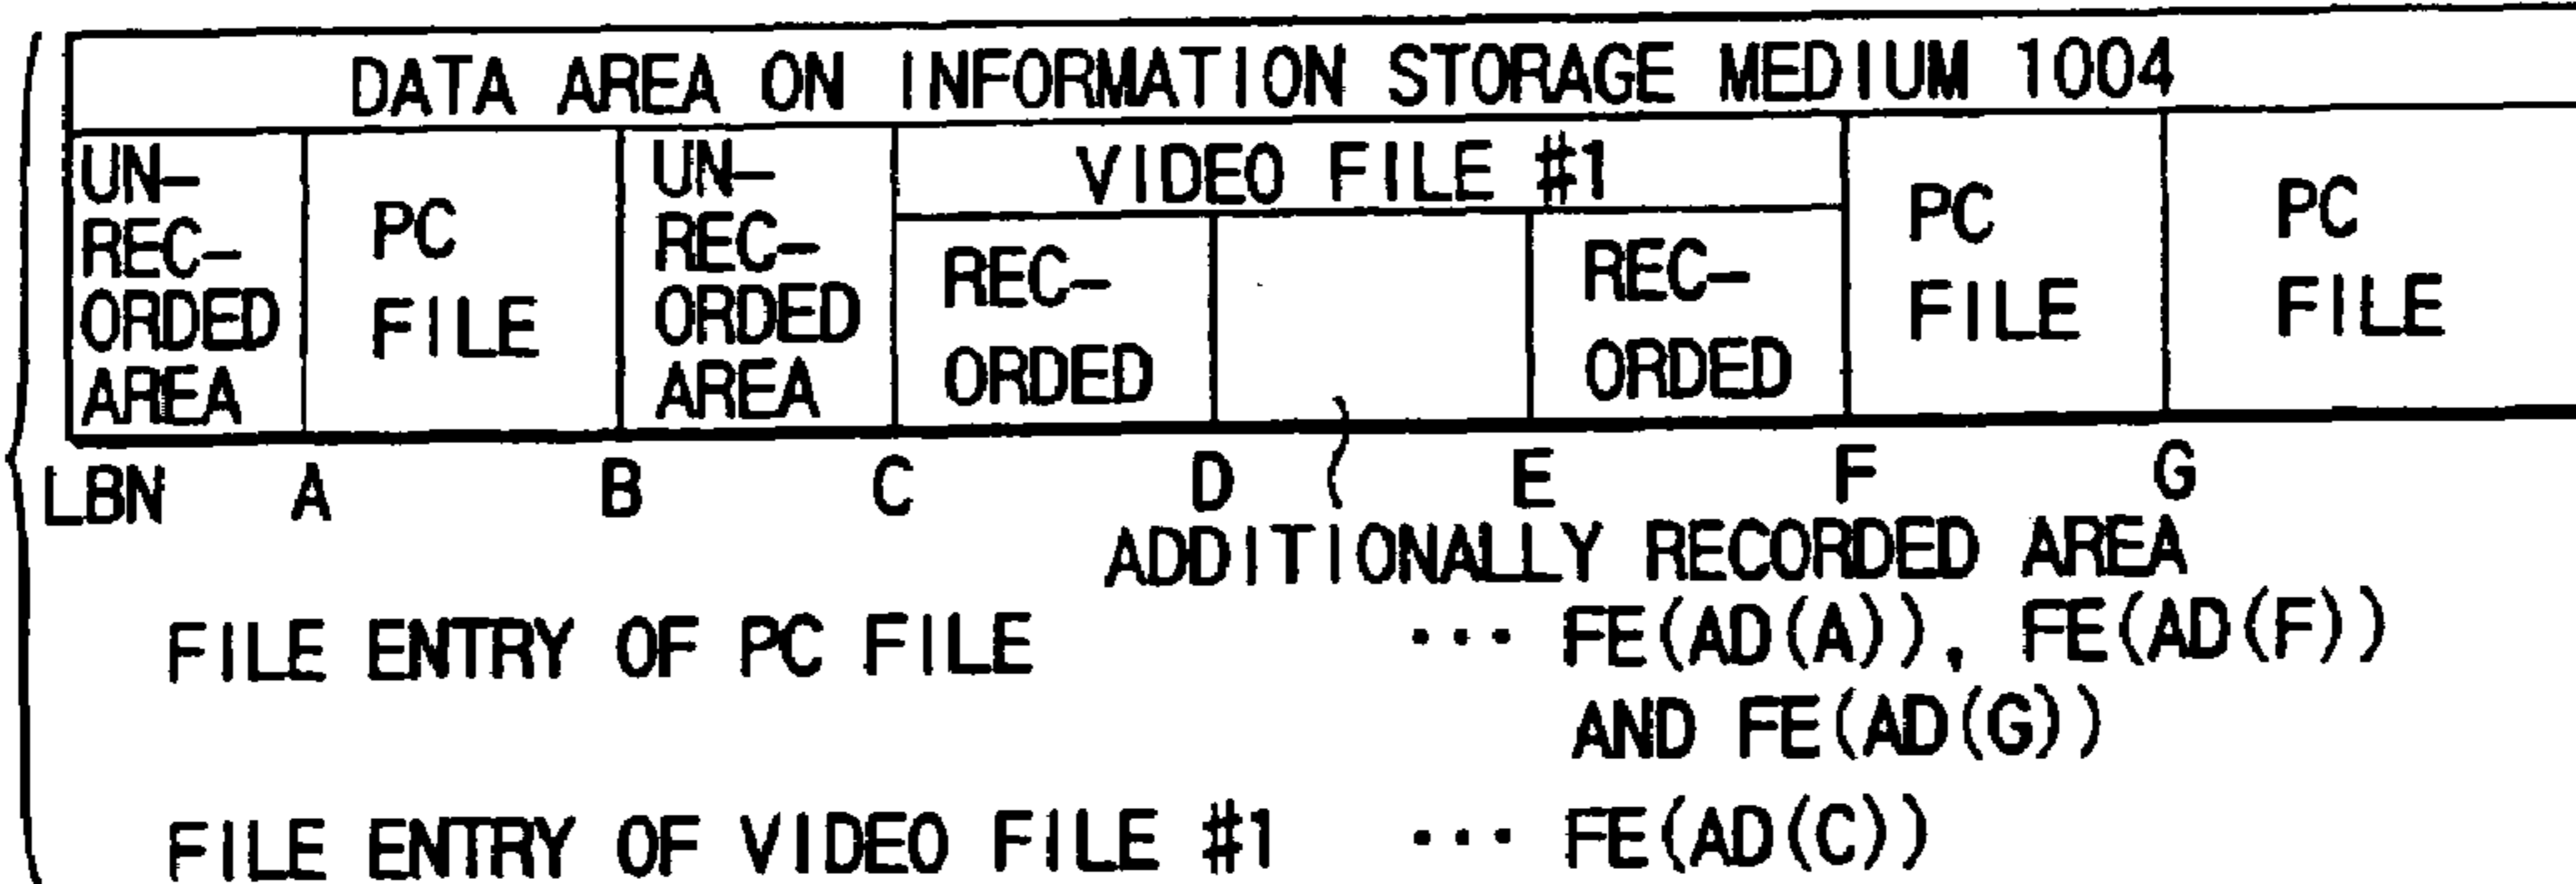 DATA AREA ON INFORMATION STORAGE MEDIUM 1004
UN-
REC-
ORDED
AREA
PC
FILE
UN-
REC-
ORDED
AREA
VIDEO FILE #1
REC-
ORDED
REC-
ORDED
PC
FILE
PC
FILE
LBN A B C D E F G
ADDITIONALLY RECORDED AREA
FILE ENTRY OF PC FILE ··· FE(AD(A)), FE(AD(F))
AND FE(AD(G))
FILE ENTRY OF VIDEO FILE #1 ··· FE(AD(C))